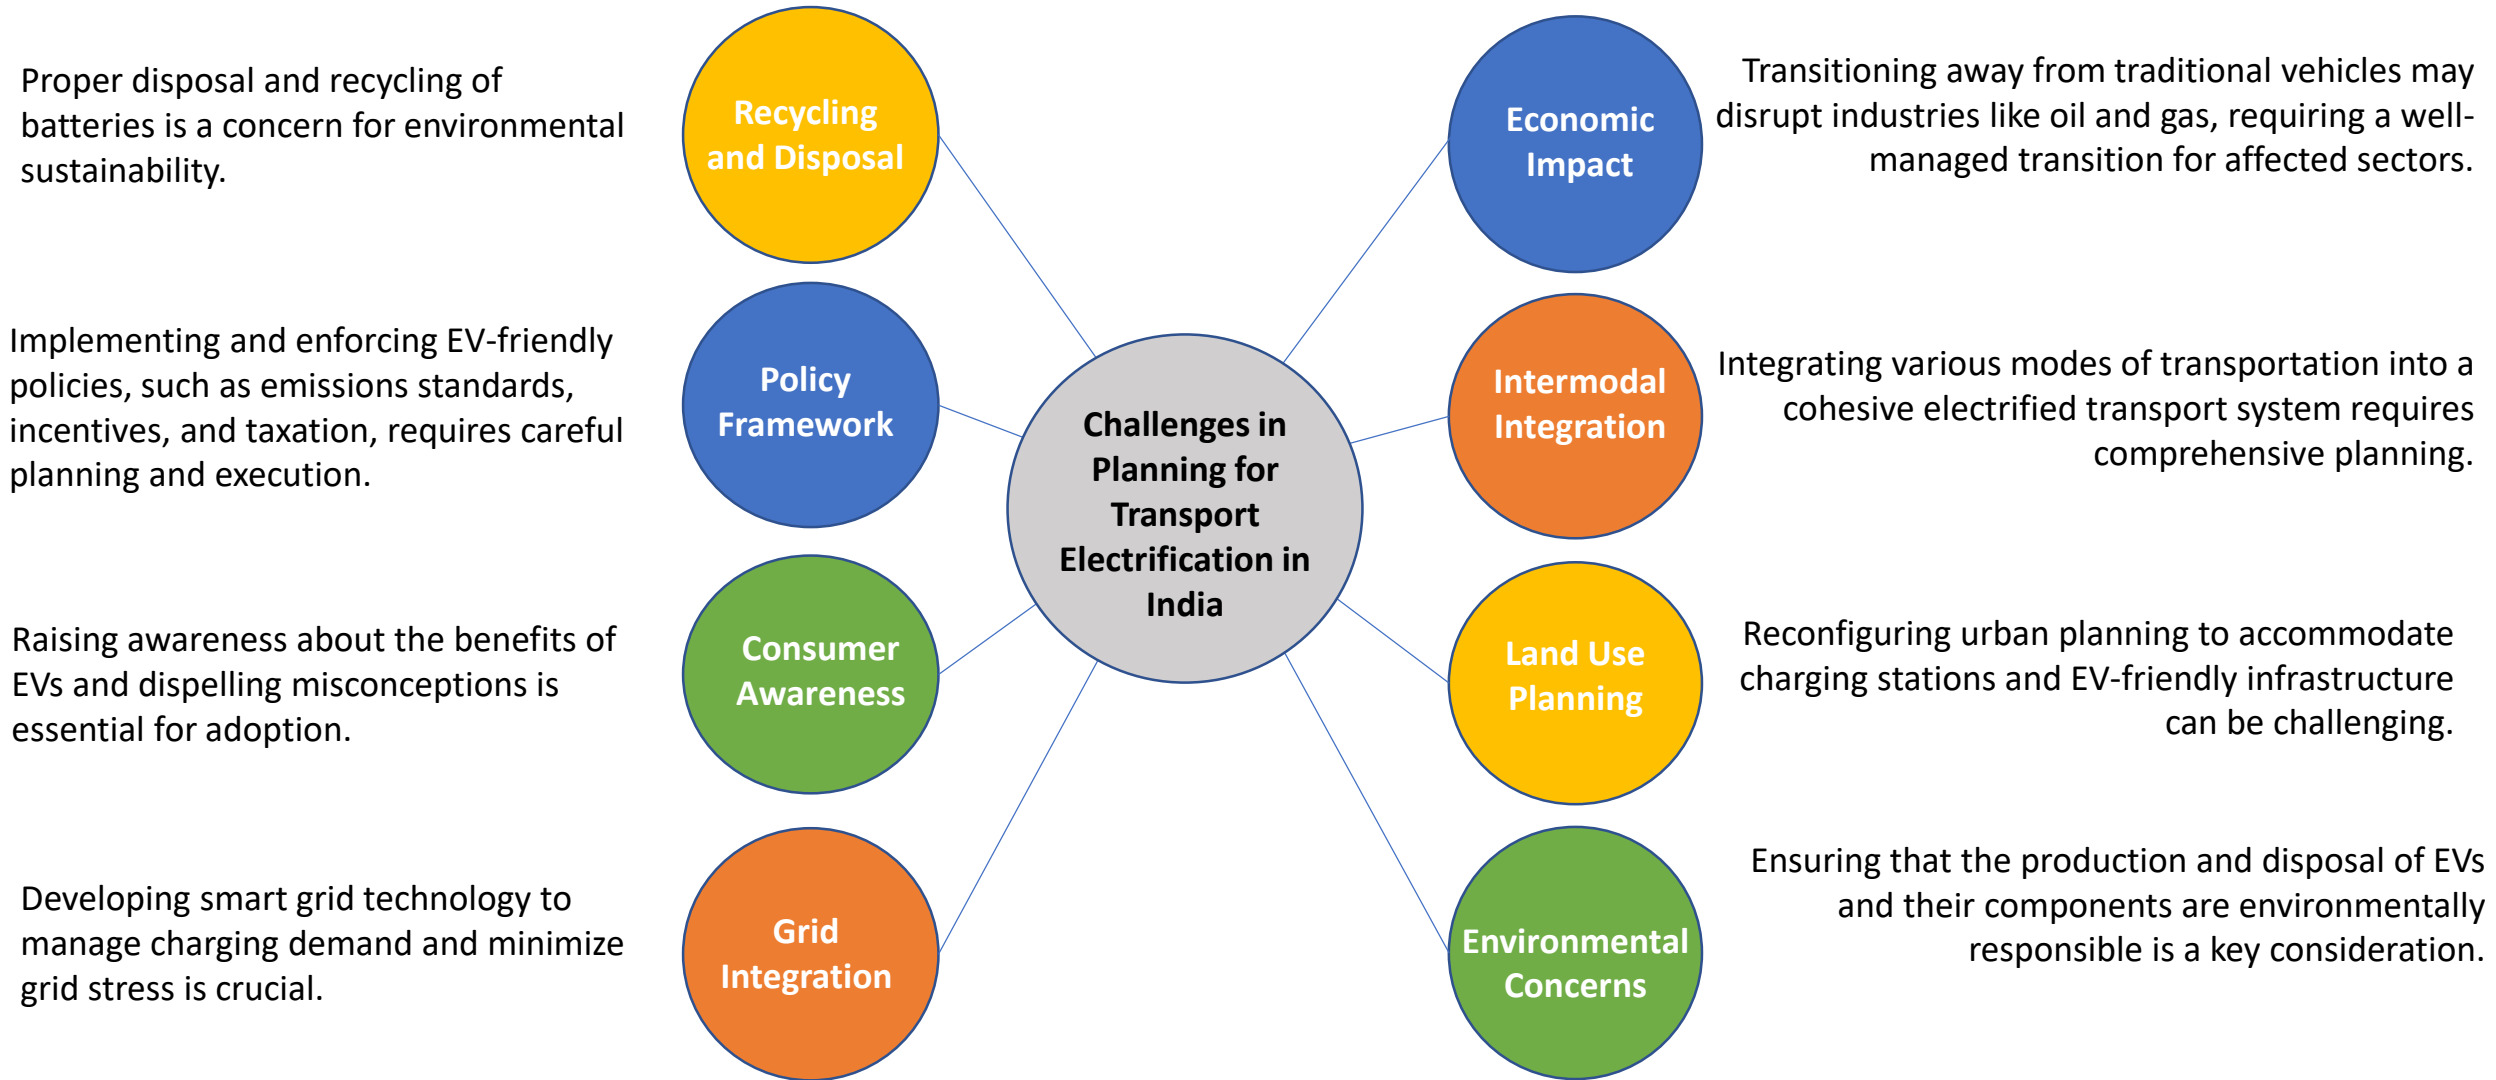 Proper disposal and recycling of
batteries is a concern for environmental
sustainability.
Recycling
and Disposal
Implementing and enforcing EV-friendly
policies, such as emissions standards,
incentives, and taxation, requires careful
planning and execution.
Policy
Framework
Raising awareness about the benefits of
EVs and dispelling misconceptions is
essential for adoption.
Consumer
Awareness
Developing smart grid technology to
manage charging demand and minimize
grid stress is crucial.
Grid
Integration
Challenges in
Planning for
Transport
Electrification in
India
Economic
Impact
Transitioning away from traditional vehicles may
disrupt industries like oil and gas, requiring a well-
managed transition for affected sectors.
Intermodal
Integration
Integrating various modes of transportation into a
cohesive electrified transport system requires
comprehensive planning.
Land Use
Planning
Reconfiguring urban planning to accommodate
charging stations and EV-friendly infrastructure
can be challenging.
Environmental
Concerns
Ensuring that the production and disposal of EVs
and their components are environmentally
responsible is a key consideration.